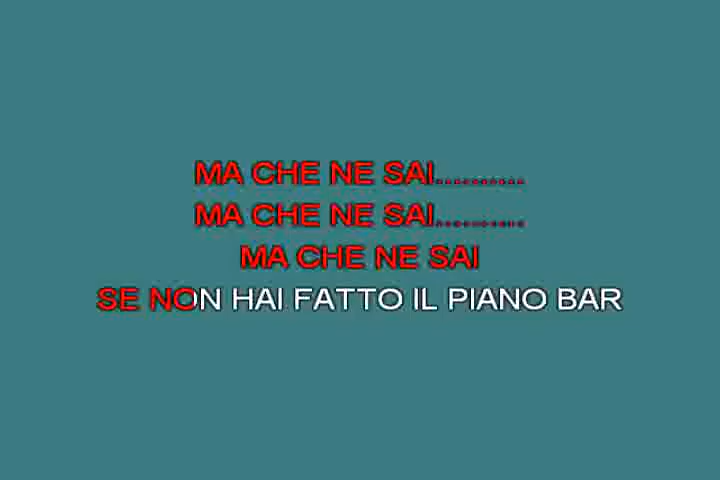 MA CHE NE SAI..........
MA CHE NE SAI..........
MA CHE NE SAI
SE NON HAI FATTO IL PIANO BAR